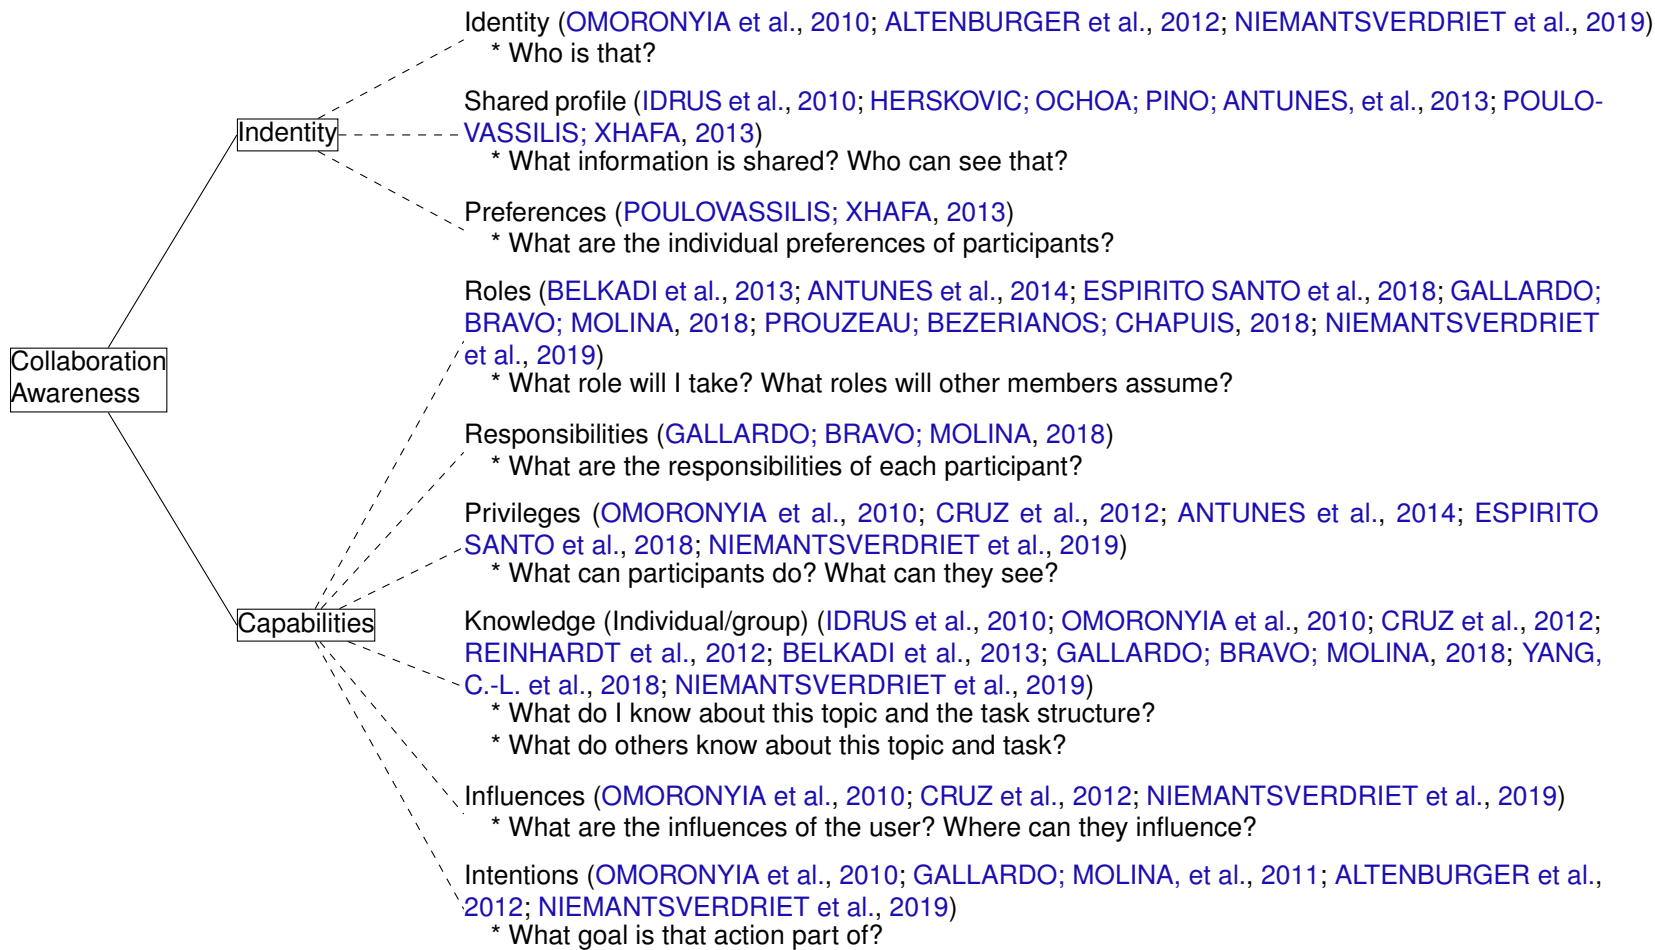 Identity (OMORONYIA et al., 2010; ALTENBURGER et al., 2012; NIEMANTSVERDRIET et al., 2019)
* Who is that?
Shared profile (IDRUS et al., 2010; HERSKOVIC; OCHOA; PINO; ANTUNES, et al., 2013; POULO-
VASSILIS; XHAFA, 2013)
* What information is shared? Who can see that?
Indentity
Preferences (POULOVASSILIS; XHAFA, 2013)
* What are the individual preferences of participants?
Roles (BELKADI et al., 2013; ANTUNES et al., 2014; ESPIRITO SANTO et al., 2018; GALLARDO;
BRAVO; MOLINA, 2018; PROUZEAU; BEZERIANOS; CHAPUIS, 2018; NIEMANTSVERDRIET
et al., 2019)
* What role will I take? What roles will other members assume?
Collaboration
Awareness
Responsibilities (GALLARDO; BRAVO; MOLINA, 2018)
* What are the responsibilities of each participant?
Privileges (OMORONYIA et al., 2010; CRUZ et al., 2012; ANTUNES et al., 2014; ESPIRITO
SANTO et al., 2018; NIEMANTSVERDRIET et al., 2019)
* What can participants do? What can they see?
Capabilities
Knowledge (Individual/group) (IDRUS et al., 2010; OMORONYIA et al., 2010; CRUZ et al., 2012;
REINHARDT et al., 2012; BELKADI et al., 2013; GALLARDO; BRAVO; MOLINA, 2018; YANG,
C.-L. et al., 2018; NIEMANTSVERDRIET et al., 2019)
* What do I know about this topic and the task structure?
* What do others know about this topic and task?
Influences (OMORONYIA et al., 2010; CRUZ et al., 2012; NIEMANTSVERDRIET et al., 2019)
* What are the influences of the user? Where can they influence?
Intentions (OMORONYIA et al., 2010; GALLARDO; MOLINA, et al., 2011; ALTENBURGER et al.,
2012; NIEMANTSVERDRIET et al., 2019)
* What goal is that action part of?